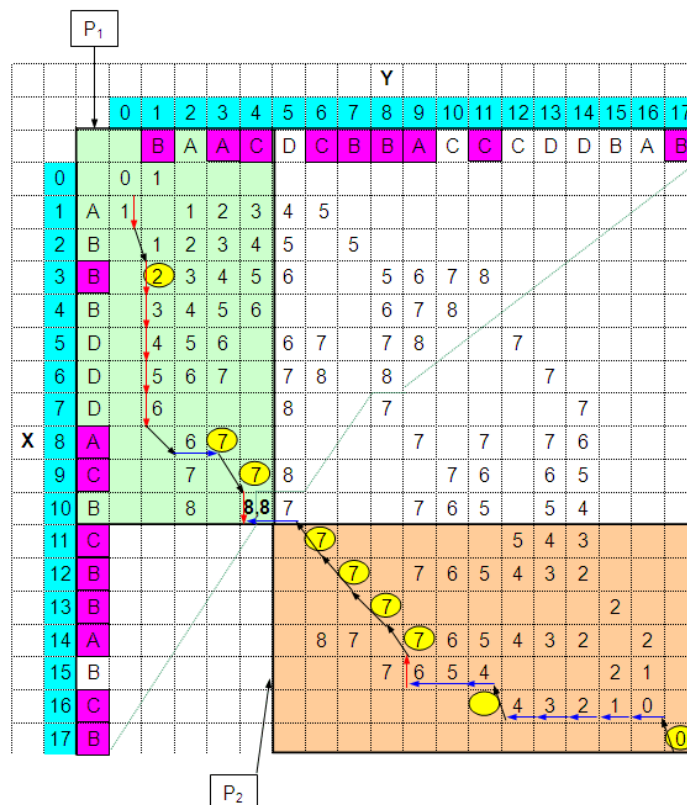 P1
Y
0 1 2 3 4 5 6 7 8 9 10 11 12 13 14 15 16 17
B A A C D C B B A C C C D D B A B
0 0 1
1 A 1 1 2 3 4 5
2 B 1 2 3 4 5 7
3 B 2 3 4 5 6 5 6 7 8
4 B 3 4 5 6 6 7 8
5 D 4 5 6 6 7 7 8 7
6 D 5 6 7 7 8 8 7
7 D 6 8 7 7
X 8 A 6 7 7 7 7 6
9 C 7 7 8 7 6 6 5
10 B 8 8,8 7 7 6 5 5 4
11 C 7 5 4 3
12 B 7 7 6 5 4 3 2
13 B 7 2
14 A 8 7 7 6 5 4 3 2 2
15 B 7 6 5 4 2 1
16 C 4 3 2 1 0
17 B 0
P2